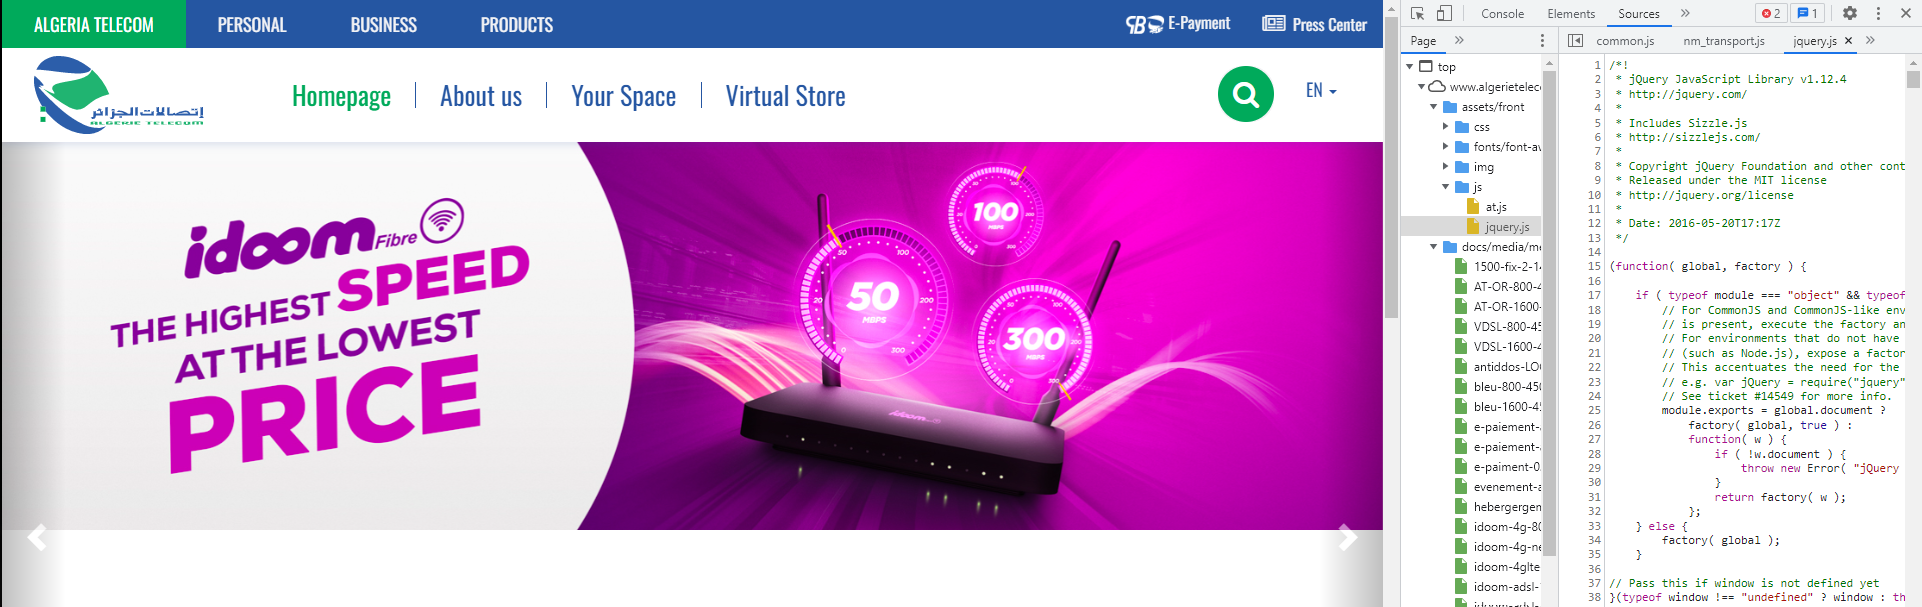 ALGERIA TELECOM PERSONAL BUSINESS PRODUCTS E-Payment Press Center
إتصالات الجزائر
ALGERIE TELECOM
Homepage About us Your Space Virtual Store EN
idoom Fibre
THE HIGHEST SPEED
AT THE LOWEST
PRICE
100
MBPS
50
MBPS
300
MBPS
idoom
Console Elements Sources » 2 1
Page »
common.js nm_transport.js jquery.js »
top
www.algerietelec
assets/front
css
fonts/font-aw
img
js
at.js
jquery.js
docs/media/me
1500-fix-2-14
AT-OR-800-4
AT-OR-1600-
VDSL-800-45
VDSL-1600-4
antiddos-LO
bleu-800-450
bleu-1600-45
e-paiement-
e-paiement-
e-paiment-0
evenement-a
hebergergem
idoom-4g-80
idoom-4g-ne
idoom-4glte
idoom-adsl-
1 /*!
2 * jQuery JavaScript Library v1.12.4
3 * http://jquery.com/
4 *
5 * Includes Sizzle.js
6 * http://sizzlejs.com/
7 *
8 * Copyright jQuery Foundation and other cont
9 * Released under the MIT license
10 * http://jquery.org/license
11 *
12 * Date: 2016-05-20T17:17Z
13 */
14
15 (function( global, factory ) {
16
17 if ( typeof module === "object" && typeof
18 // For CommonJS and CommonJS-like env
19 // is present, execute the factory an
20 // For environments that do not have
21 // (such as Node.js), expose a factor
22 // This accentuates the need for the
23 // e.g. var jQuery = require("jquery"
24 // See ticket #14549 for more info.
25 module.exports = global.document ?
26 factory( global, true ) :
27 function( w ) {
28 if ( !w.document ) {
29 throw new Error( "jQuery
30 }
31 return factory( w );
32 };
33 } else {
34 factory( global );
35 }
36
37 // Pass this if window is not defined yet
38 }(typeof window !== "undefined" ? window : th